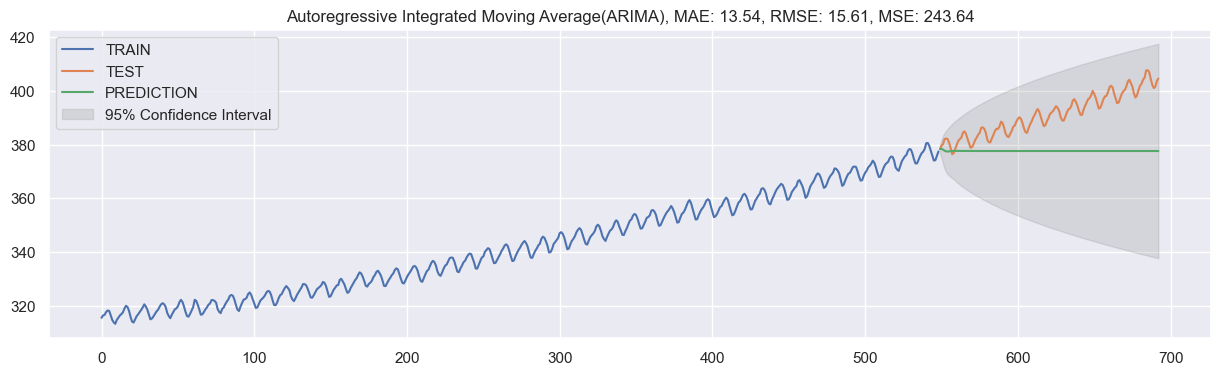 Autoregressive Integrated Moving Average(ARIMA), MAE: 13.54, RMSE: 15.61, MSE: 243.64
420
400
380
360
340
320
TRAIN
TEST
PREDICTION
95% Confidence Interval
0 100 200 300 400 500 600 700